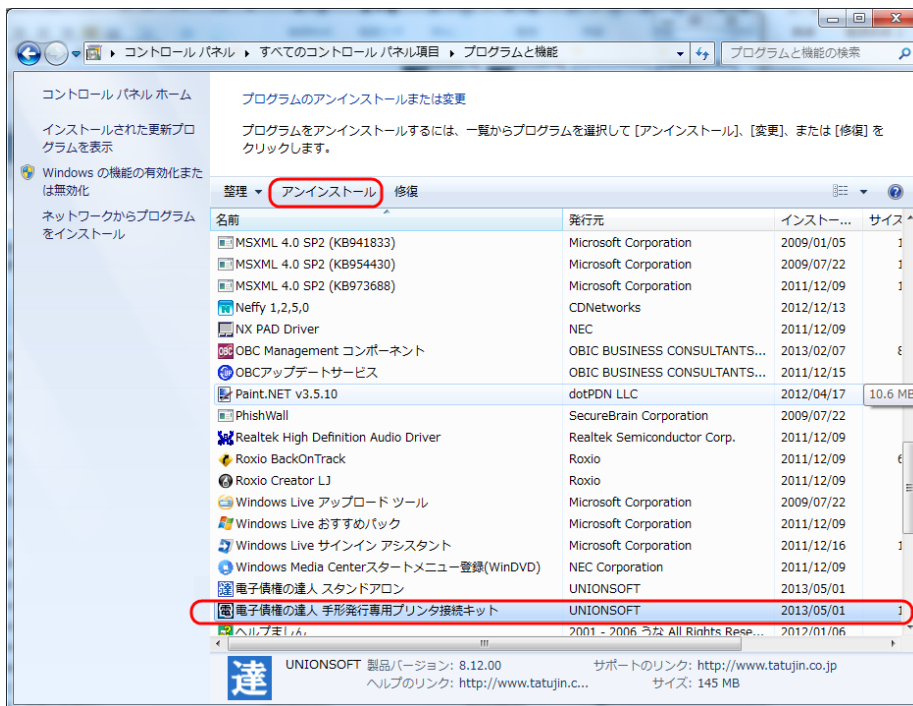 コントロール パネル ▸ すべてのコントロール パネル項目 ▸ プログラムと機能
プログラムと機能の検索
コントロール パネル ホーム
インストールされた更新プロ
グラムを表示
Windows の機能の有効化また
は無効化
ネットワークからプログラム
をインストール
プログラムのアンインストールまたは変更
プログラムをアンインストールするには、一覧からプログラムを選択して [アンインストール]、[変更]、または [修復] を
クリックします。
整理 アンインストール 修復
名前 発行元 インストー... サイズ
MSXML 4.0 SP2 (KB941833) Microsoft Corporation 2009/01/05 1
MSXML 4.0 SP2 (KB954430) Microsoft Corporation 2009/07/22 1
MSXML 4.0 SP2 (KB973688) Microsoft Corporation 2011/12/09 1
Neffy 1,2,5,0 CDNetworks 2012/12/13
NX PAD Driver NEC 2011/12/09
OBC Management コンポーネント OBIC BUSINESS CONSULTANTS... 2013/02/07
OBCアップデートサービス OBIC BUSINESS CONSULTANTS... 2011/12/15
Paint.NET v3.5.10 dotPDN LLC 2012/04/17 10.6 MB
PhishWall SecureBrain Corporation 2009/07/22
Realtek High Definition Audio Driver Realtek Semiconductor Corp. 2011/12/09
Roxio BackOnTrack Roxio 2011/12/09
Roxio Creator LJ Roxio 2011/12/09
Windows Live アップロード ツール Microsoft Corporation 2009/07/22
Windows Live おすすめパック Microsoft Corporation 2011/12/09
Windows Live サインイン アシスタント Microsoft Corporation 2011/12/16 1
Windows Media Centerスタートメニュー登録(WinDVD) NEC Corporation 2011/12/09
電子債権の達人 スタンドアロン UNIONSOFT 2013/05/01
電子債権の達人 手形発行専用プリンタ接続キット UNIONSOFT 2013/05/01 1
ヘルプましん 2001 - 2006 うな All Rights Rese... 2012/01/06
達
UNIONSOFT 製品バージョン: 8.12.00 サポートのリンク: http://www.tatujin.co.jp
ヘルプのリンク: http://www.tatujin.c... サイズ: 145 MB